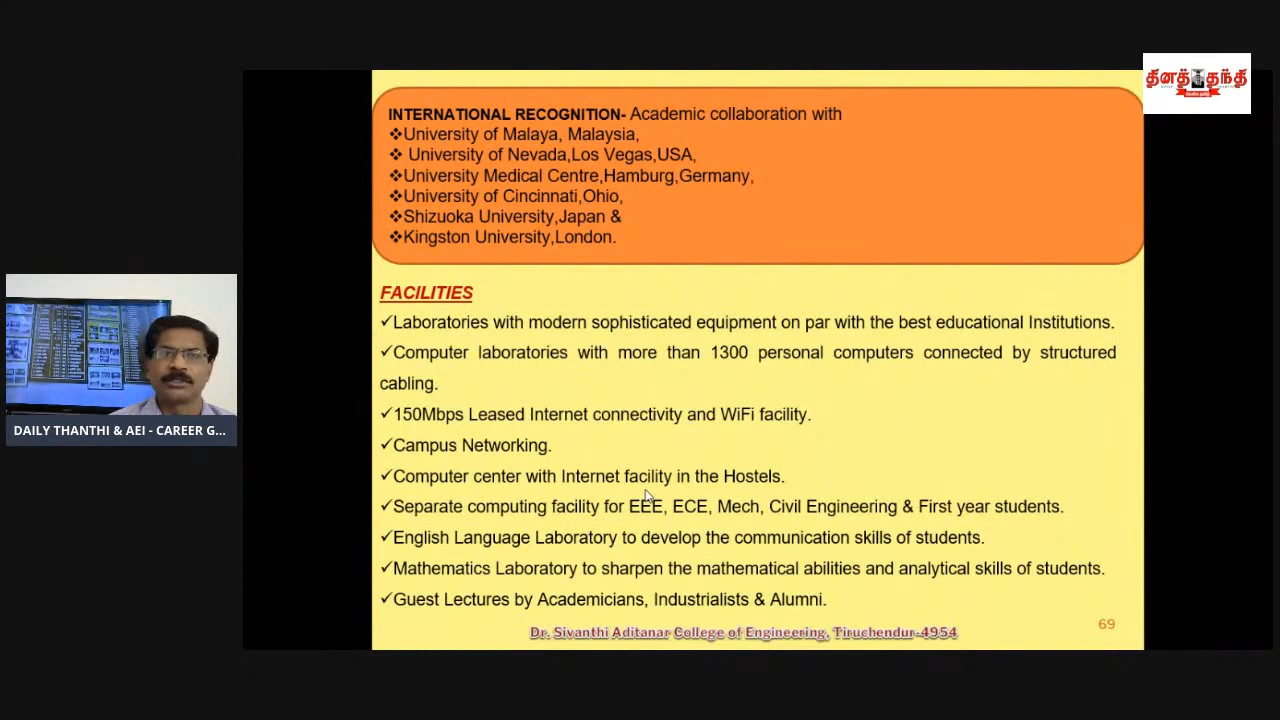 தினத்தந்தி
INTERNATIONAL RECOGNITION- Academic collaboration with
❖University of Malaya, Malaysia,
❖ University of Nevada,Los Vegas,USA,
❖University Medical Centre,Hamburg,Germany,
❖University of Cincinnati,Ohio,
❖Shizuoka University,Japan &
❖Kingston University,London.
FACILITIES
✓Laboratories with modern sophisticated equipment on par with the best educational Institutions.
✓Computer laboratories with more than 1300 personal computers connected by structured
cabling.
✓150Mbps Leased Internet connectivity and WiFi facility.
✓Campus Networking.
✓Computer center with Internet facility in the Hostels.
✓Separate computing facility for EEE, ECE, Mech, Civil Engineering & First year students.
✓English Language Laboratory to develop the communication skills of students.
✓Mathematics Laboratory to sharpen the mathematical abilities and analytical skills of students.
✓Guest Lectures by Academicians, Industrialists & Alumni.
Dr. Sivanthi Aditanar College of Engineering, Tiruchendur-4954
69
DAILY THANTHI & AEI - CAREER G...